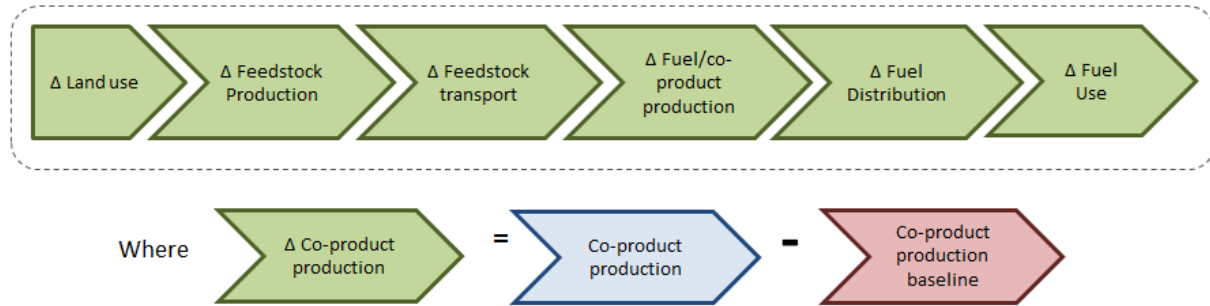 Δ Land use
Δ Feedstock
Production
Δ Feedstock
transport
Δ Fuel/co-
product
production
Δ Fuel
Distribution
Δ Fuel
Use
Where
Δ Co-product
production
=
Co-product
production
-
Co-product
production
baseline